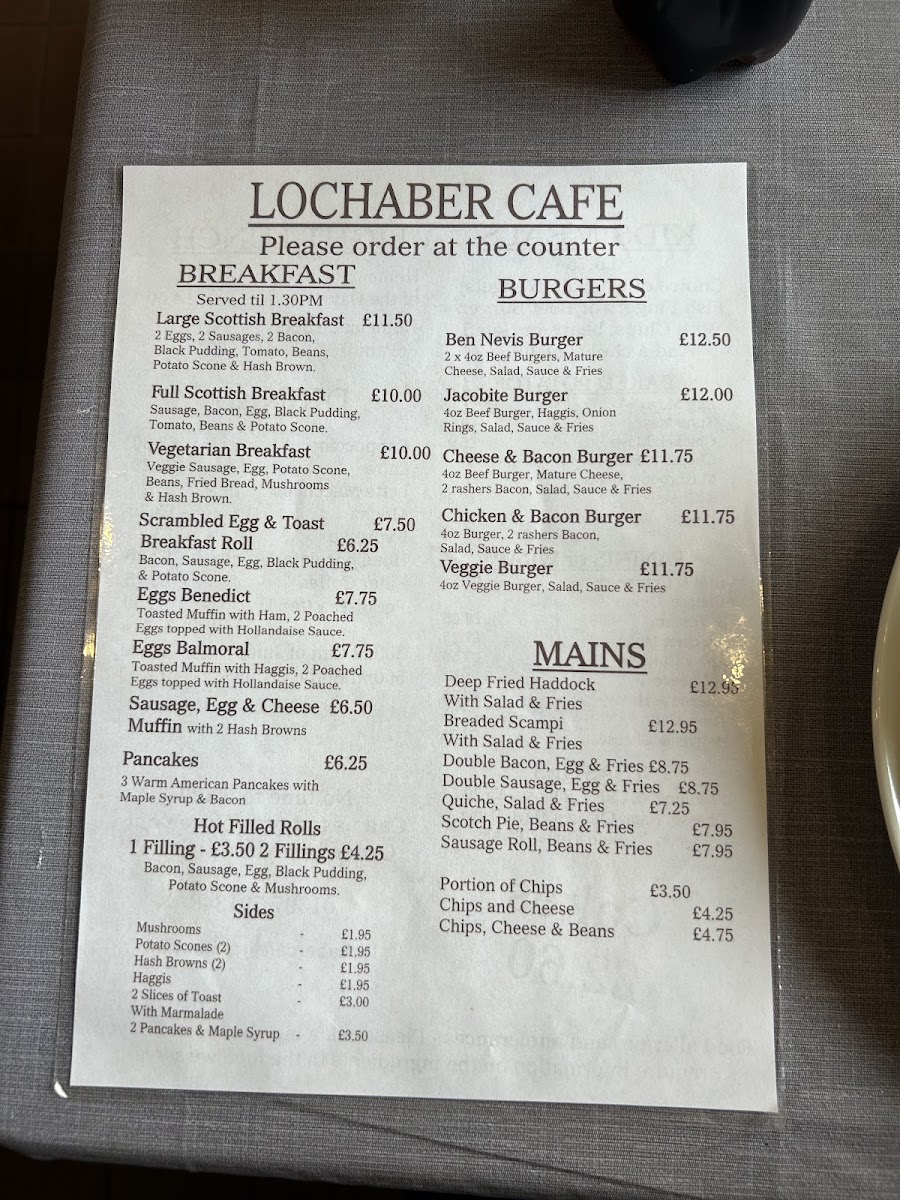 LOCHABER CAFE
Please order at the counter
BREAKFAST
Served til 1.30PM
Large Scottish Breakfast £11.50
2 Eggs, 2 Sausages, 2 Bacon,
Black Pudding, Tomato, Beans,
Potato Scone & Hash Brown.
Full Scottish Breakfast £10.00
Sausage, Bacon, Egg, Black Pudding,
Tomato, Beans & Potato Scone.
Vegetarian Breakfast £10.00
Veggie Sausage, Egg, Potato Scone,
Beans, Fried Bread, Mushrooms
& Hash Brown.
Scrambled Egg & Toast £7.50
Breakfast Roll £6.25
Bacon, Sausage, Egg, Black Pudding,
& Potato Scone.
Eggs Benedict £7.75
Toasted Muffin with Ham, 2 Poached
Eggs topped with Hollandaise Sauce.
Eggs Balmoral £7.75
Toasted Muffin with Haggis, 2 Poached
Eggs topped with Hollandaise Sauce.
Sausage, Egg & Cheese £6.50
Muffin with 2 Hash Browns
Pancakes £6.25
3 Warm American Pancakes with
Maple Syrup & Bacon
Hot Filled Rolls
1 Filling - £3.50 2 Fillings £4.25
Bacon, Sausage, Egg, Black Pudding,
Potato Scone & Mushrooms.
Sides
Mushrooms - £1.95
Potato Scones (2) - £1.95
Hash Browns (2) - £1.95
Haggis - £1.95
2 Slices of Toast - £3.00
With Marmalade
2 Pancakes & Maple Syrup - £3.50
BURGERS
Ben Nevis Burger £12.50
2 x 4oz Beef Burgers, Mature
Cheese, Salad, Sauce & Fries
Jacobite Burger £12.00
4oz Beef Burger, Haggis, Onion
Rings, Salad, Sauce & Fries
Cheese & Bacon Burger £11.75
4oz Beef Burger, Mature Cheese,
2 rashers Bacon, Salad, Sauce & Fries
Chicken & Bacon Burger £11.75
4oz Burger, 2 rashers Bacon,
Salad, Sauce & Fries
Veggie Burger £11.75
4oz Veggie Burger, Salad, Sauce & Fries
MAINS
Deep Fried Haddock £12.95
With Salad & Fries
Breaded Scampi £12.95
With Salad & Fries
Double Bacon, Egg & Fries £8.75
Double Sausage, Egg & Fries £8.75
Quiche, Salad & Fries £7.25
Scotch Pie, Beans & Fries £7.95
Sausage Roll, Beans & Fries £7.95
Portion of Chips £3.50
Chips and Cheese £4.25
Chips, Cheese & Beans £4.75